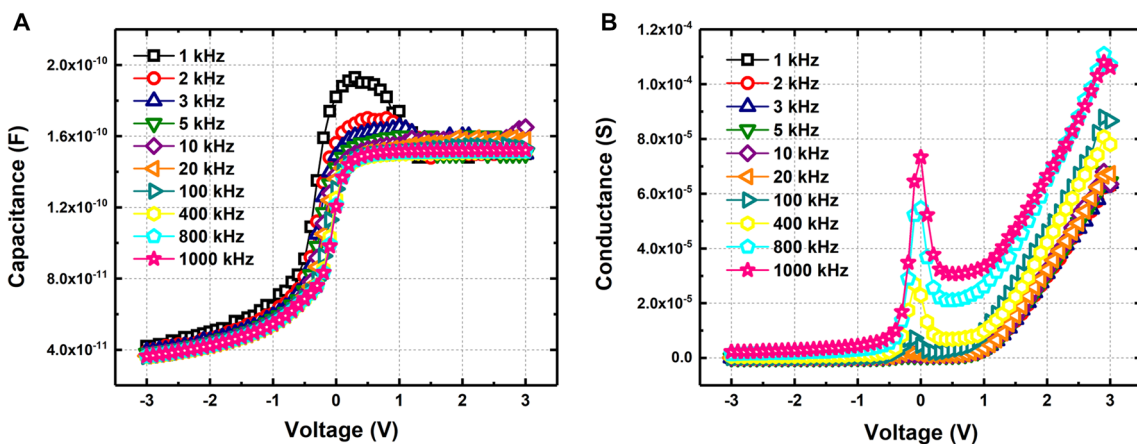 A
Capacitance (F)
2.0x10-10
1.6x10-10
1.2x10-10
8.0x10-11
4.0x10-11
1 kHz
2 kHz
3 kHz
5 kHz
10 kHz
20 kHz
100 kHz
400 kHz
800 kHz
1000 kHz
-3 -2 -1 0 1 2 3
Voltage (V)
B
Conductance (S)
1.2x10-4
1.0x10-4
8.0x10-5
6.0x10-5
4.0x10-5
2.0x10-5
0.0
1 kHz
2 kHz
3 kHz
5 kHz
10 kHz
20 kHz
100 kHz
400 kHz
800 kHz
1000 kHz
-3 -2 -1 0 1 2 3
Voltage (V)